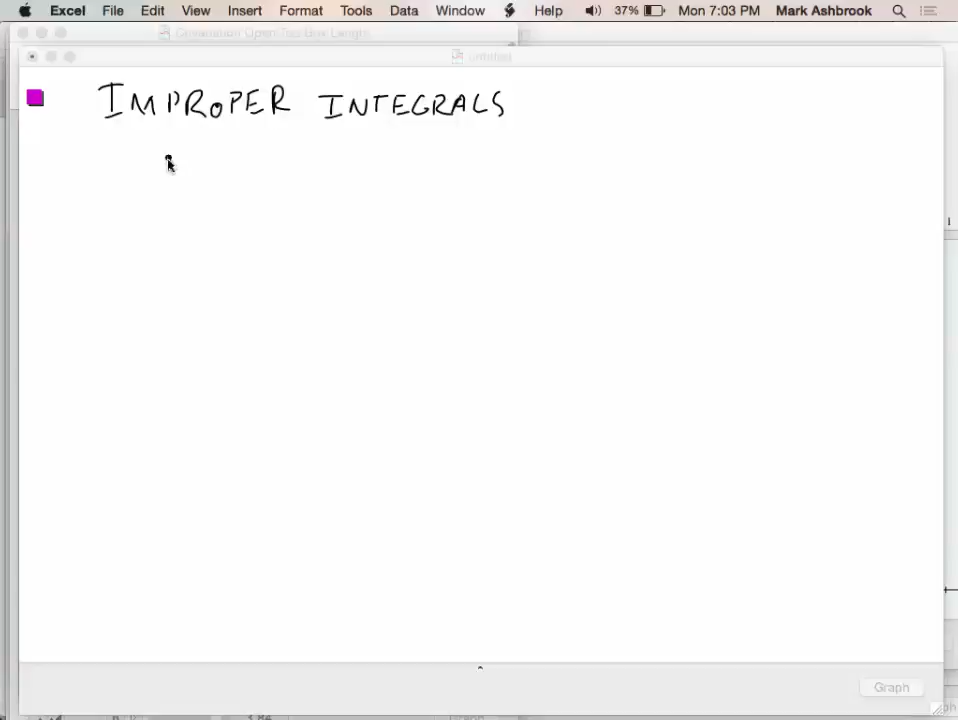 Excel File Edit View Insert Format Tools Data Window Help 37% Mon 7:03 PM Mark Ashbrook
Untitled
IMPROPER INTEGRALS
Graph